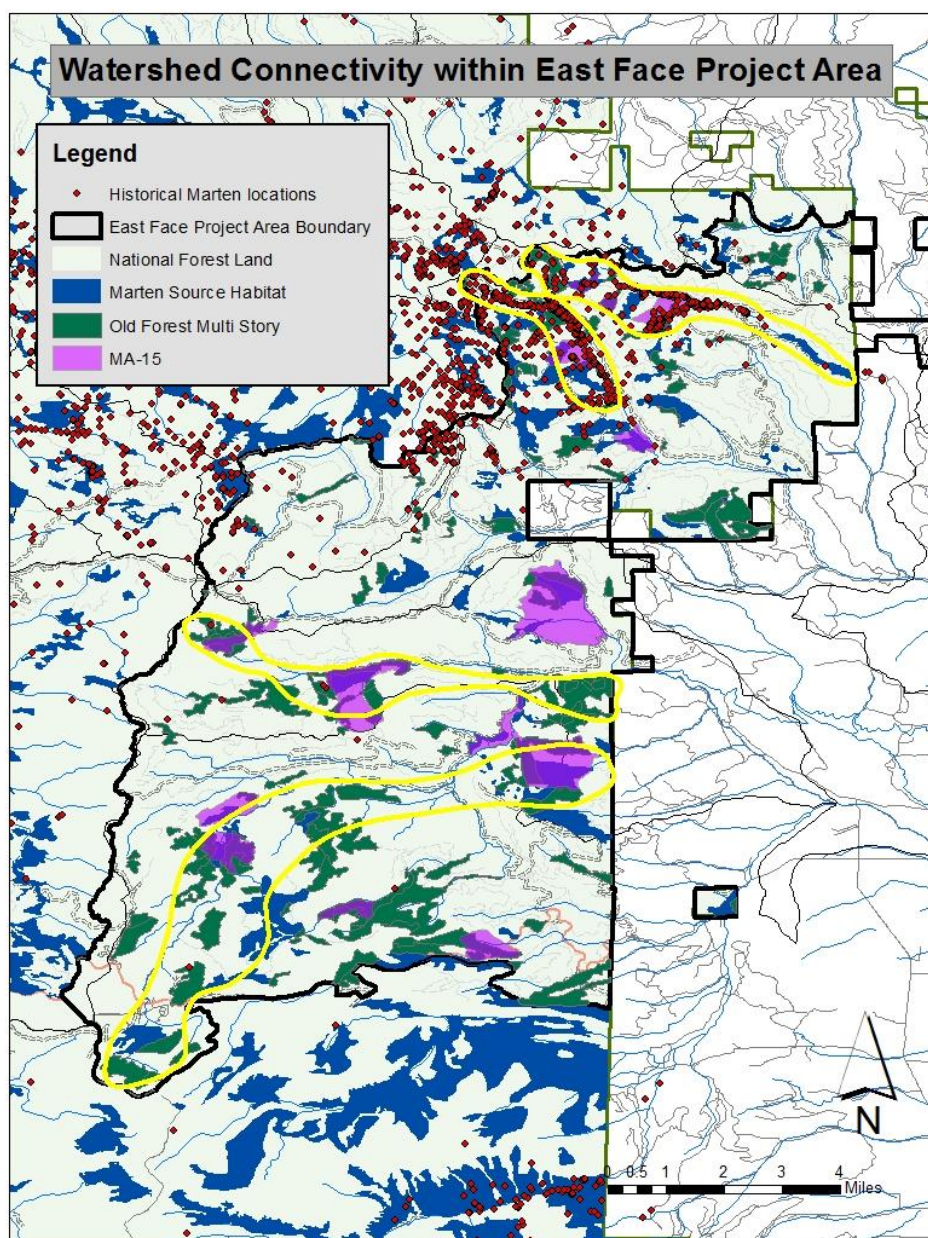 Watershed Connectivity within East Face Project Area
Legend
Historical Marten locations
East Face Project Area Boundary
National Forest Land
Marten Source Habitat
Old Forest Multi Story
MA-15
N
0 0.5 1 2 3 4
Miles